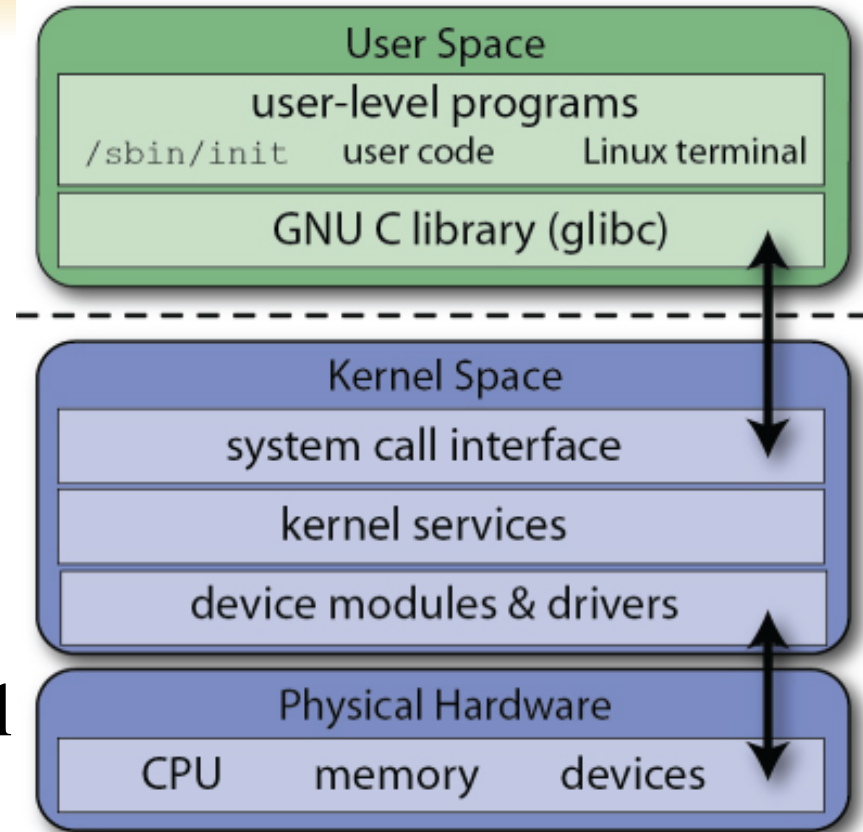 User Space
user-level programs
/sbin/init user code Linux terminal
GNU C library (glibc)
Kernel Space
system call interface
kernel services
device modules & drivers
Physical Hardware
CPU memory devices